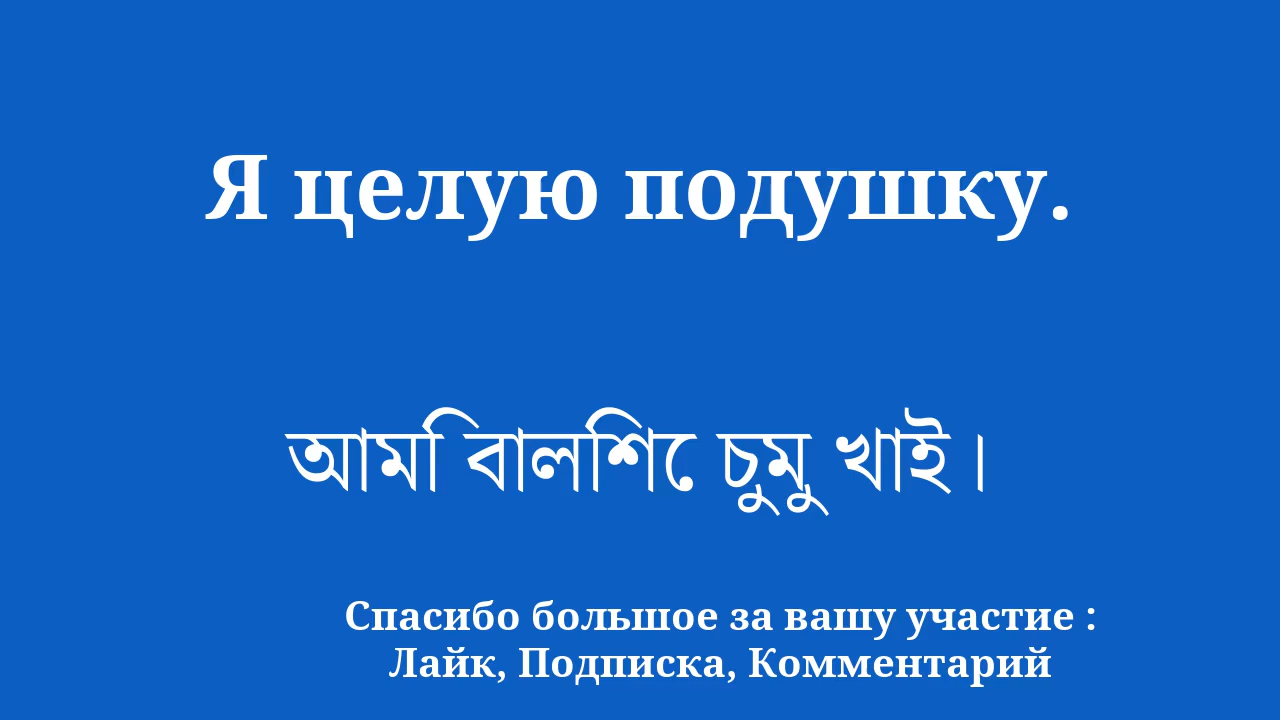 Я целую подушку.
আমি বালিশে চুমু খাই।
Спасибо большое за вашу участие :
Лайк, Подписка, Комментарий